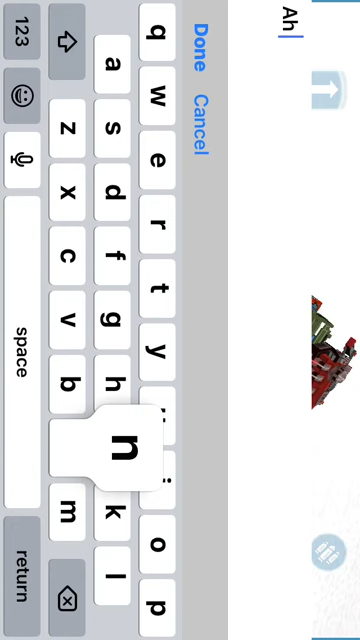 Ah
Done Cancel
q w e r t y o p
a s d f g h k l
z x c v b n m
123 space return